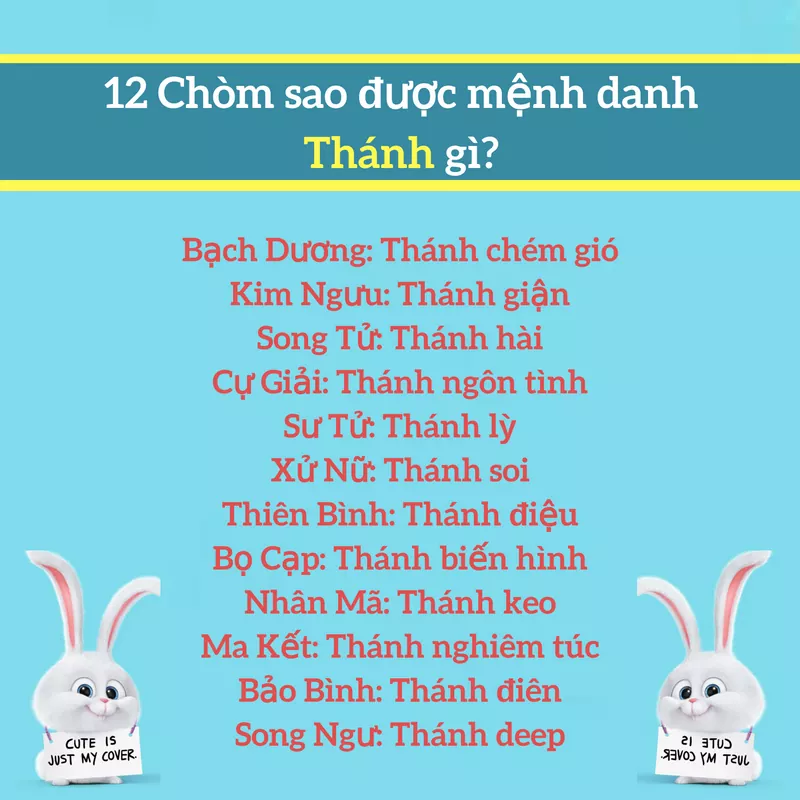 12 Chòm sao được mệnh danh
Thánh gì?
Bạch Dương: Thánh chém gió
Kim Ngưu: Thánh giận
Song Tử: Thánh hài
Cự Giải: Thánh ngôn tình
Sư Tử: Thánh lỳ
Xử Nữ: Thánh soi
Thiên Bình: Thánh điệu
Bọ Cạp: Thánh biến hình
Nhân Mã: Thánh keo
Ma Kết: Thánh nghiêm túc
Bảo Bình: Thánh điên
Song Ngư: Thánh deep
CUTE IS
JUST MY COVER.
CUTE IS
JUST MY COVER.